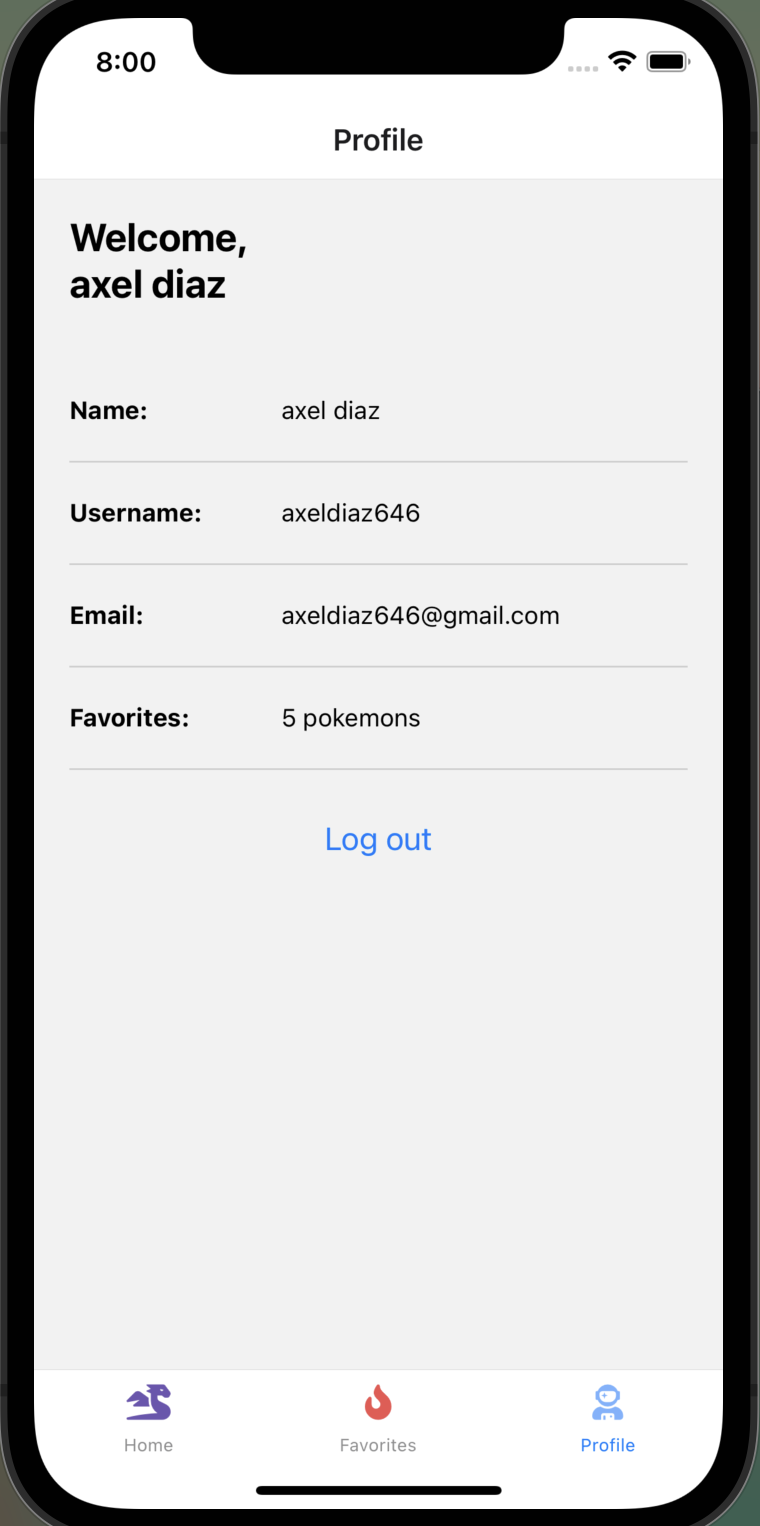 8:00
Profile
Welcome,
axel diaz
Name: axel diaz
Username: axeldiaz646
Email: axeldiaz646@gmail.com
Favorites: 5 pokemons
Log out
Home Favorites Profile